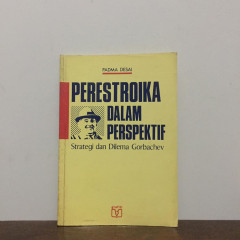 PADMA DESAI
PERESTROIKA
DALAM
PERSPEKTIF
Strategi dan Dilema Gorbachev